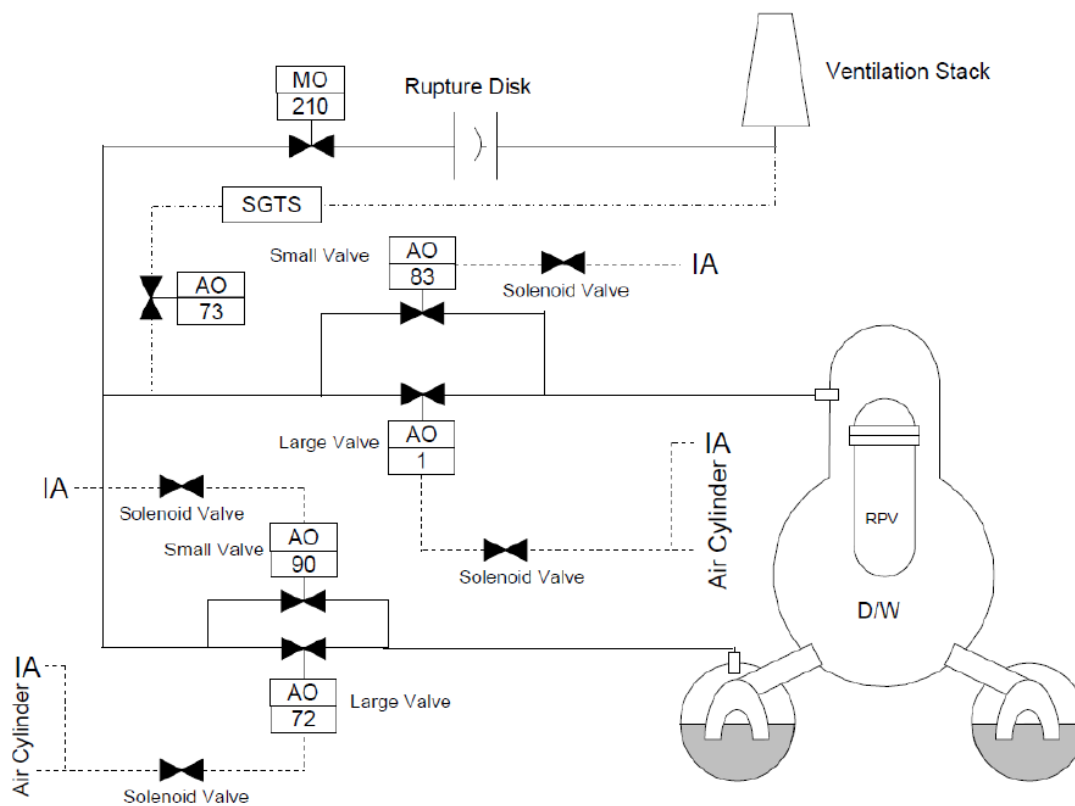 MO
210
Rupture Disk
Ventilation Stack
SGTS
Small Valve
AO
83
IA
Solenoid Valve
AO
73
Large Valve
AO
1
IA
Air Cylinder
Solenoid Valve
IA
Solenoid Valve
Small Valve
AO
90
RPV
D/W
IA
Air Cylinder
AO
72
Large Valve
Solenoid Valve